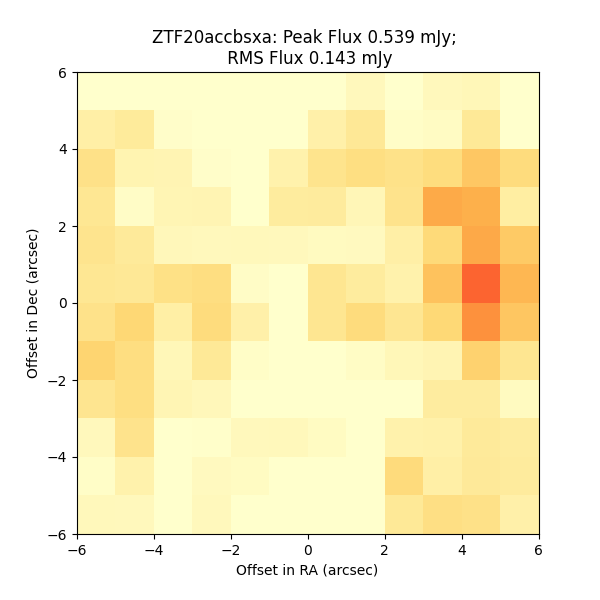 ZTF20accbsxa: Peak Flux 0.539 mJy;
RMS Flux 0.143 mJy
6
4
2
0
−2
−4
−6
Offset in Dec (arcsec)
−6 −4 −2 0 2 4 6
Offset in RA (arcsec)